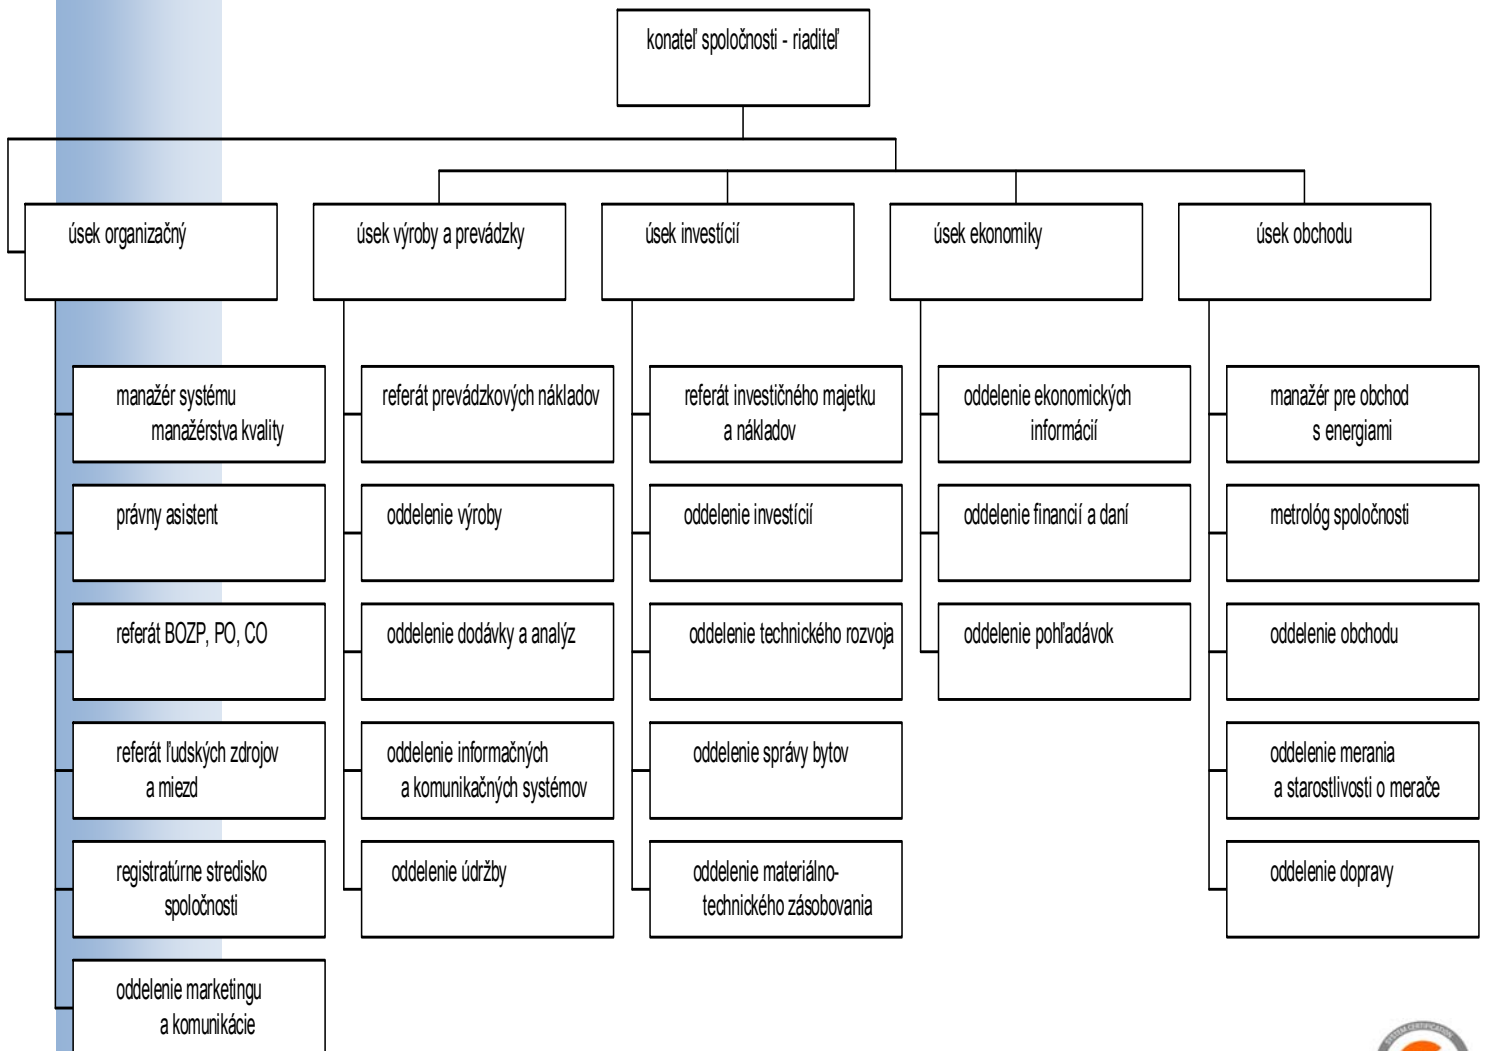 konateľ spoločnosti - riaditeľ
úsek organizačný
úsek výroby a prevádzky
úsek investícií
úsek ekonomiky
úsek obchodu
manažér systému
manažérstva kvality
právny asistent
referát BOZP, PO, CO
referát ľudských zdrojov
a miezd
registratúrne stredisko
spoločnosti
oddelenie marketingu
a komunikácie
referát prevádzkových nákladov
oddelenie výroby
oddelenie dodávky a analýz
oddelenie informačných
a komunikačných systémov
oddelenie údržby
referát investičného majetku
a nákladov
oddelenie investícií
oddelenie technického rozvoja
oddelenie správy bytov
oddelenie materiálno-
technického zásobovania
oddelenie ekonomických
informácií
oddelenie financií a daní
oddelenie pohľadávok
manažér pre obchod
s energiami
metrológ spoločnosti
oddelenie obchodu
oddelenie merania
a starostlivosti o merače
oddelenie dopravy
SYSTEM CERTIFICATION